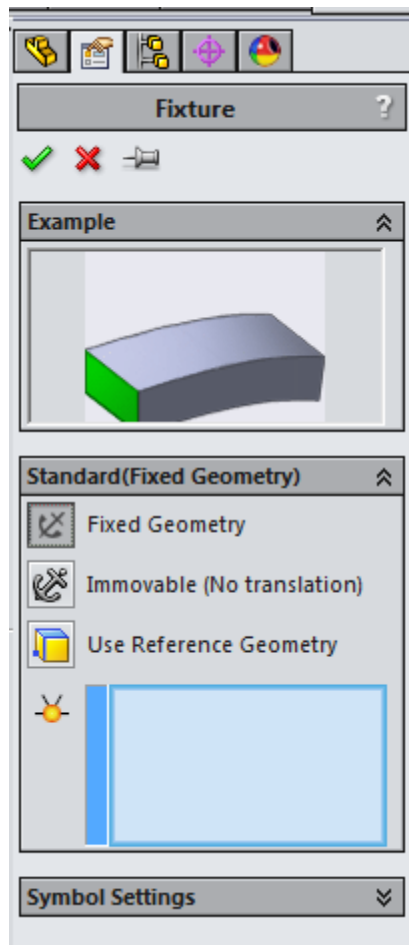 Fixture ?
Example
Standard(Fixed Geometry)
Fixed Geometry
Immovable (No translation)
Use Reference Geometry
Symbol Settings